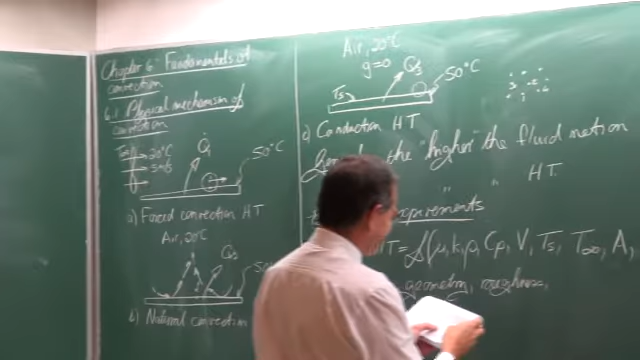 Chapter 6: Fundamentals of
convection
6.1 Physical mechanism of
convection
T∞=20°C
Q̇₁
50°C
a) Forced convection HT
Air, 20°C
Q̇₂
b) Natural convection
Air, 20°C
g=0
Q̇₃
50°C
Ts
c) Conduction HT
the "higher" the fluid motion
" " HT
experements
HT = f(μ, k, ρ, Cp, V, Ts, T∞, A,
geometry, roughness,